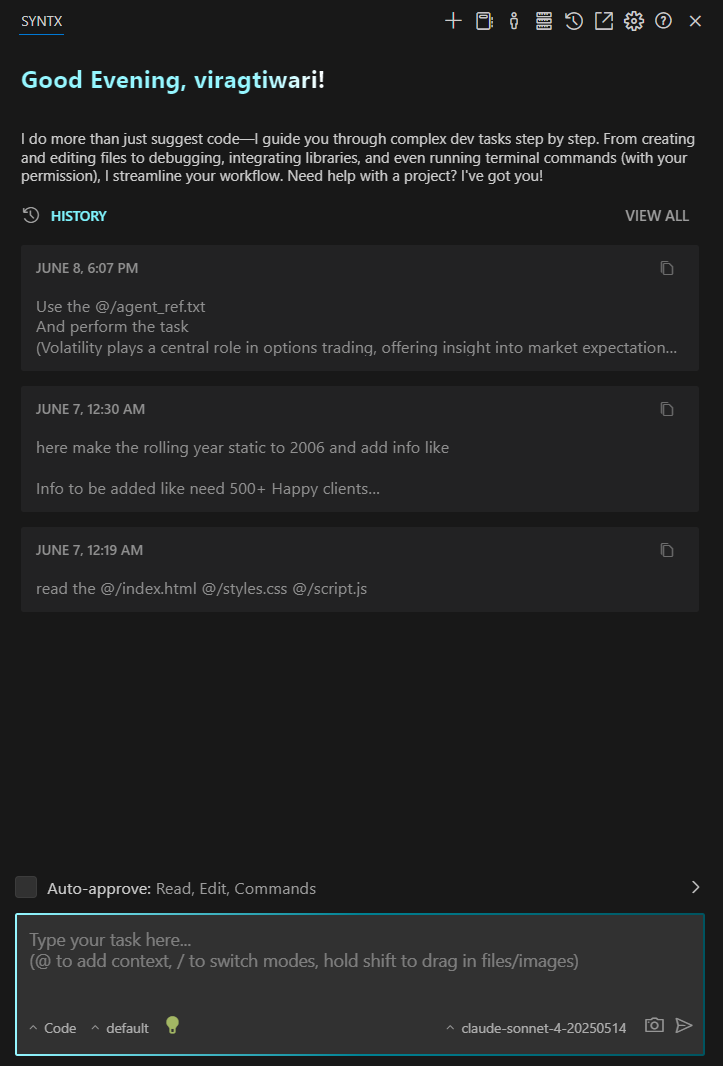 SYNTX
Good Evening, viragtiwari!
I do more than just suggest code—I guide you through complex dev tasks step by step. From creating
and editing files to debugging, integrating libraries, and even running terminal commands (with your
permission), I streamline your workflow. Need help with a project? I've got you!
HISTORY
VIEW ALL
JUNE 8, 6:07 PM
Use the @/agent_ref.txt
And perform the task
(Volatility plays a central role in options trading, offering insight into market expectation...
JUNE 7, 12:30 AM
here make the rolling year static to 2006 and add info like
Info to be added like need 500+ Happy clients...
JUNE 7, 12:19 AM
read the @/index.html @/styles.css @/script.js
Auto-approve: Read, Edit, Commands
Type your task here...
(@ to add context, / to switch modes, hold shift to drag in files/images)
Code
default
claude-sonnet-4-20250514